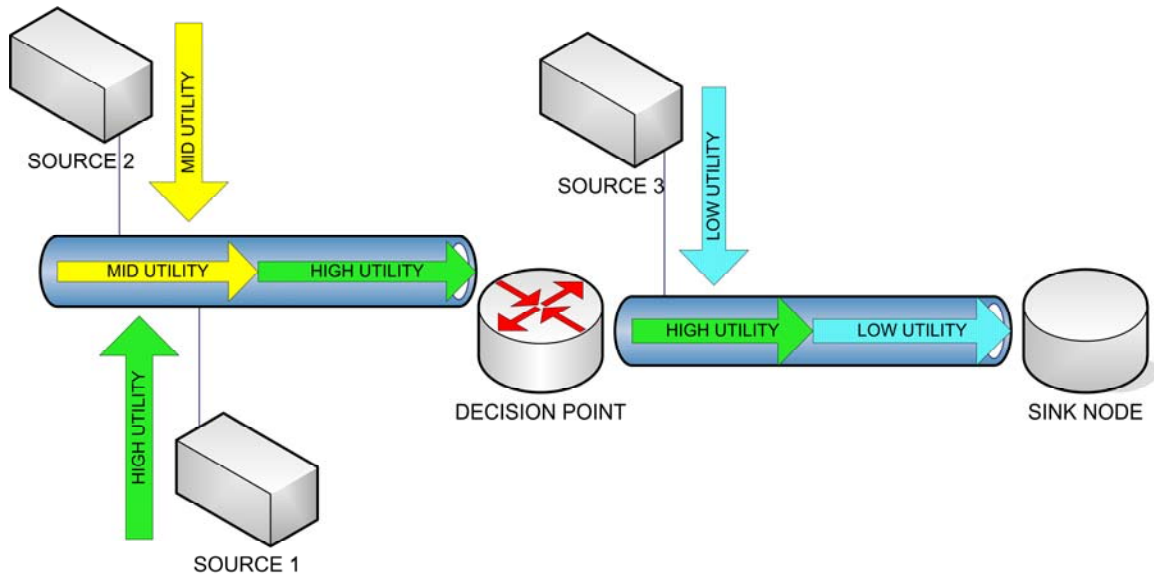 SOURCE 2
MID UTILITY
SOURCE 3
LOW UTILITY
MID UTILITY
HIGH UTILITY
HIGH UTILITY
LOW UTILITY
DECISION POINT
SINK NODE
HIGH UTILITY
SOURCE 1